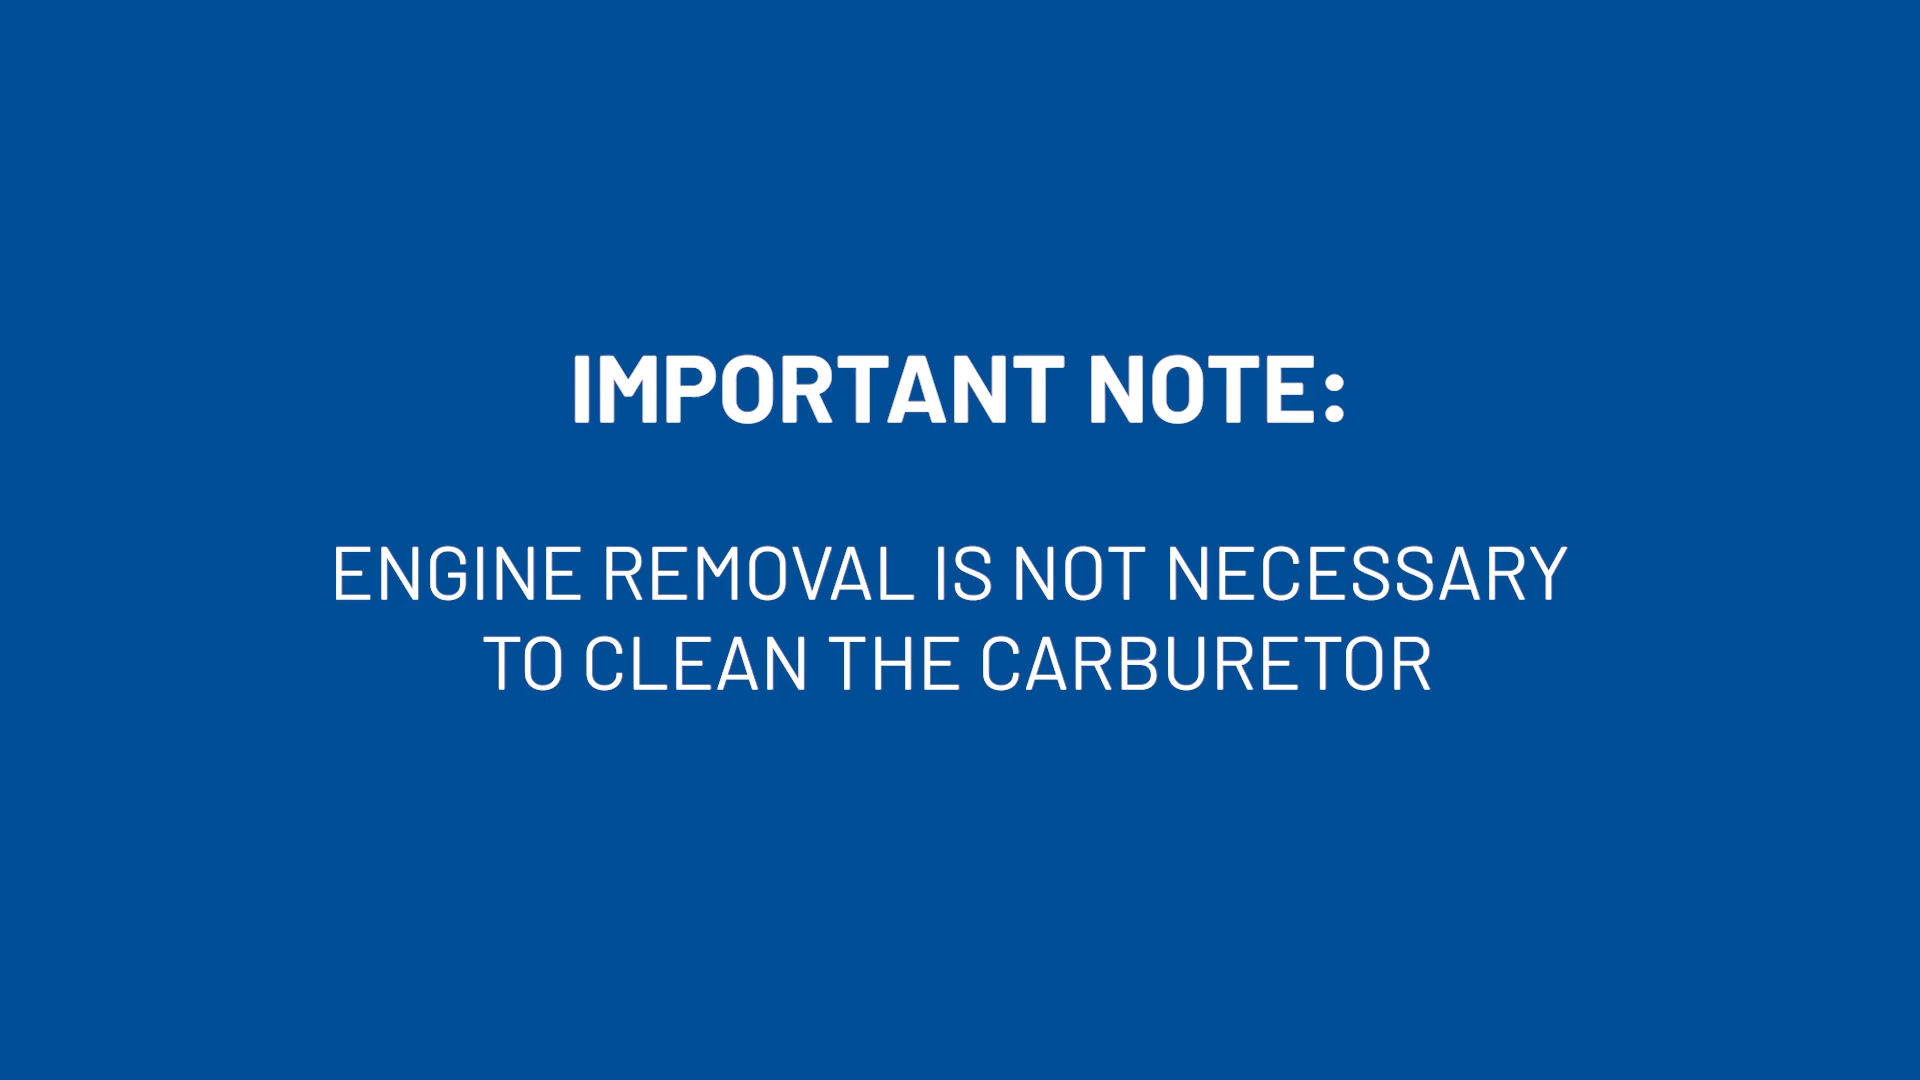 IMPORTANT NOTE:
ENGINE REMOVAL IS NOT NECESSARY
TO CLEAN THE CARBURETOR